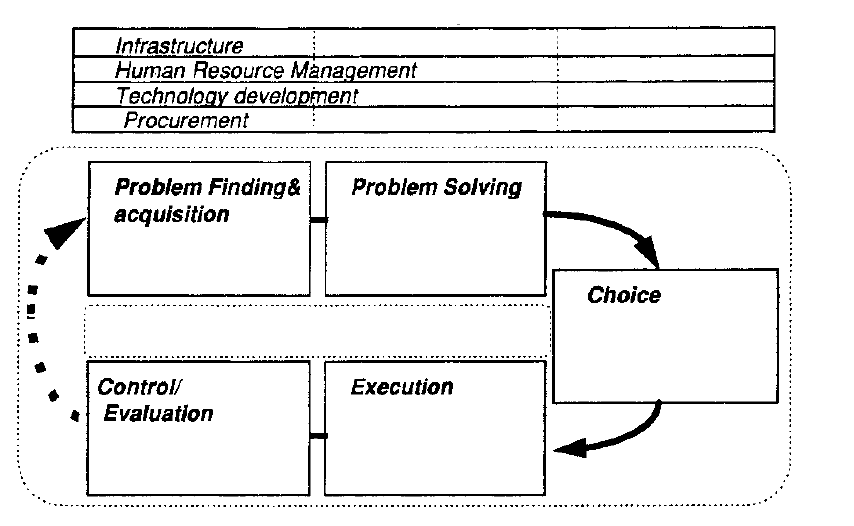 Infrastructure
Human Resource Management
Technology development
Procurement
Problem Finding&
acquisition
Problem Solving
Choice
Control/
Evaluation
Execution